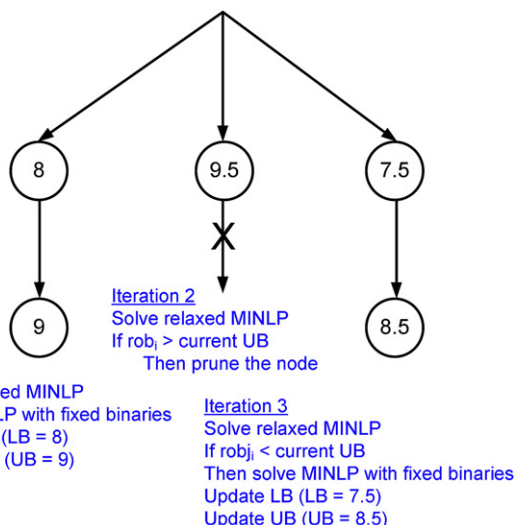 8
9.5
7.5
9
8.5
Iteration 2
Solve relaxed MINLP
If robᵢ > current UB
Then prune the node
MINLP
with fixed binaries
(LB = 8)
(UB = 9)
Iteration 3
Solve relaxed MINLP
If robjᵢ < current UB
Then solve MINLP with fixed binaries
Update LB (LB = 7.5)
Update UB (UB = 8.5)